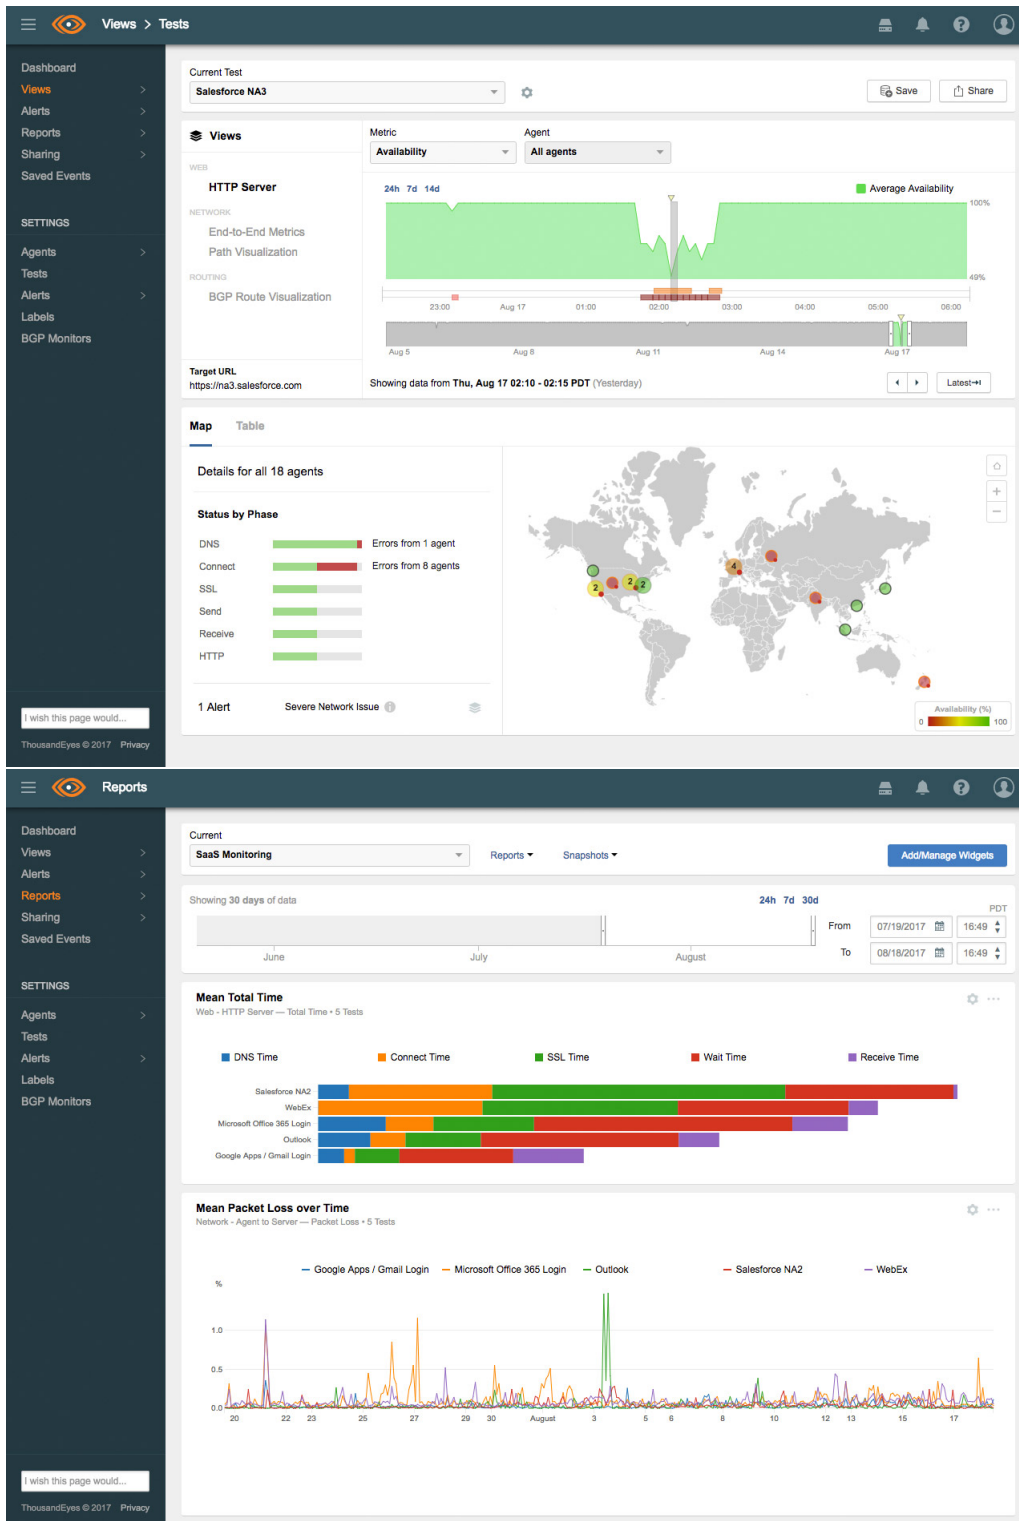 Views > Tests
Dashboard
Views
Alerts
Reports
Sharing
Saved Events
SETTINGS
Agents
Tests
Alerts
Labels
BGP Monitors
I wish this page would...
ThousandEyes © 2017 Privacy
Current Test
Salesforce NA3
Save
Share
Views
WEB
HTTP Server
NETWORK
End-to-End Metrics
Path Visualization
ROUTING
BGP Route Visualization
Target URL
https://na3.salesforce.com
Metric
Agent
Availability
All agents
24h 7d 14d
Average Availability
100%
49%
23:00 Aug 17 01:00 02:00 03:00 04:00 05:00 06:00
Aug 5 Aug 8 Aug 11 Aug 14 Aug 17
Showing data from Thu, Aug 17 02:10 - 02:15 PDT (Yesterday)
Latest
Map Table
Details for all 18 agents
Status by Phase
DNS Errors from 1 agent
Connect Errors from 8 agents
SSL
Send
Receive
HTTP
1 Alert Severe Network Issue
4
2 2 2
Availability (%)
0 100
Reports
Dashboard
Views
Alerts
Reports
Sharing
Saved Events
SETTINGS
Agents
Tests
Alerts
Labels
BGP Monitors
I wish this page would...
ThousandEyes © 2017 Privacy
Current
SaaS Monitoring
Reports
Snapshots
Add/Manage Widgets
Showing 30 days of data
24h 7d 30d
PDT
From 07/19/2017 16:49
To 08/18/2017 16:49
June July August
Mean Total Time
Web - HTTP Server — Total Time • 5 Tests
DNS Time Connect Time SSL Time Wait Time Receive Time
Salesforce NA2
WebEx
Microsoft Office 365 Login
Outlook
Google Apps / Gmail Login
Mean Packet Loss over Time
Network - Agent to Server — Packet Loss • 5 Tests
Google Apps / Gmail Login Microsoft Office 365 Login Outlook Salesforce NA2 WebEx
%
1.0
0.5
0.0
20 22 23 25 27 29 30 August 3 5 6 8 10 12 13 15 17